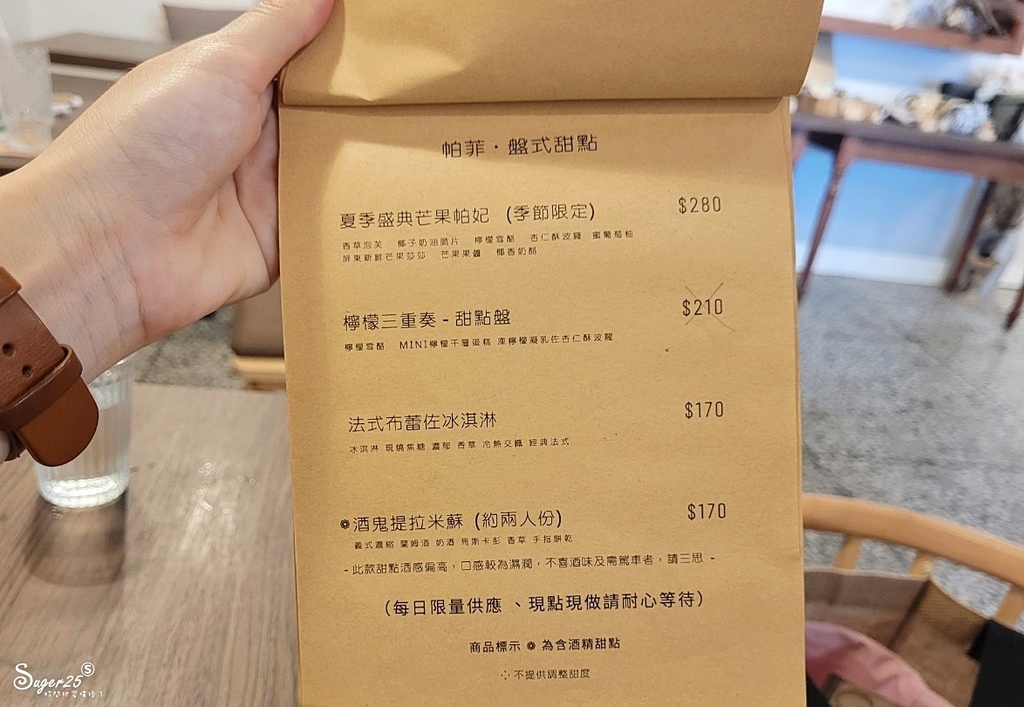 帕菲·盤式甜點
夏季盛典芒果帕妃 (季節限定) $280
香草泡芙 椰子奶油脆片 檸檬雪酪 杏仁酥波蘿 蜜葡萄柚
屏東新鮮芒果莎莎 芒果果醬 椰香奶酪
檸檬三重奏-甜點盤 $210
檸檬雪酪 MINI檸檬千層蛋糕 凍檸檬凝乳佐杏仁酥波蘿
法式布蕾佐冰淇淋 $170
冰淇淋 現燒焦糖 濃郁 香草 冷熱交織 經典法式
酒鬼提拉米蘇 (約兩人份) $170
義式濃縮 蘭姆酒 奶酒 馬斯卡彭 香草 手指餅乾
-此款甜點酒感偏高,口感較為濕潤,不喜酒味及需駕車者,請三思-
(每日限量供應、現點現做請耐心等待)
商品標示 為含酒精甜點
不提供調整甜度
Suger25 S